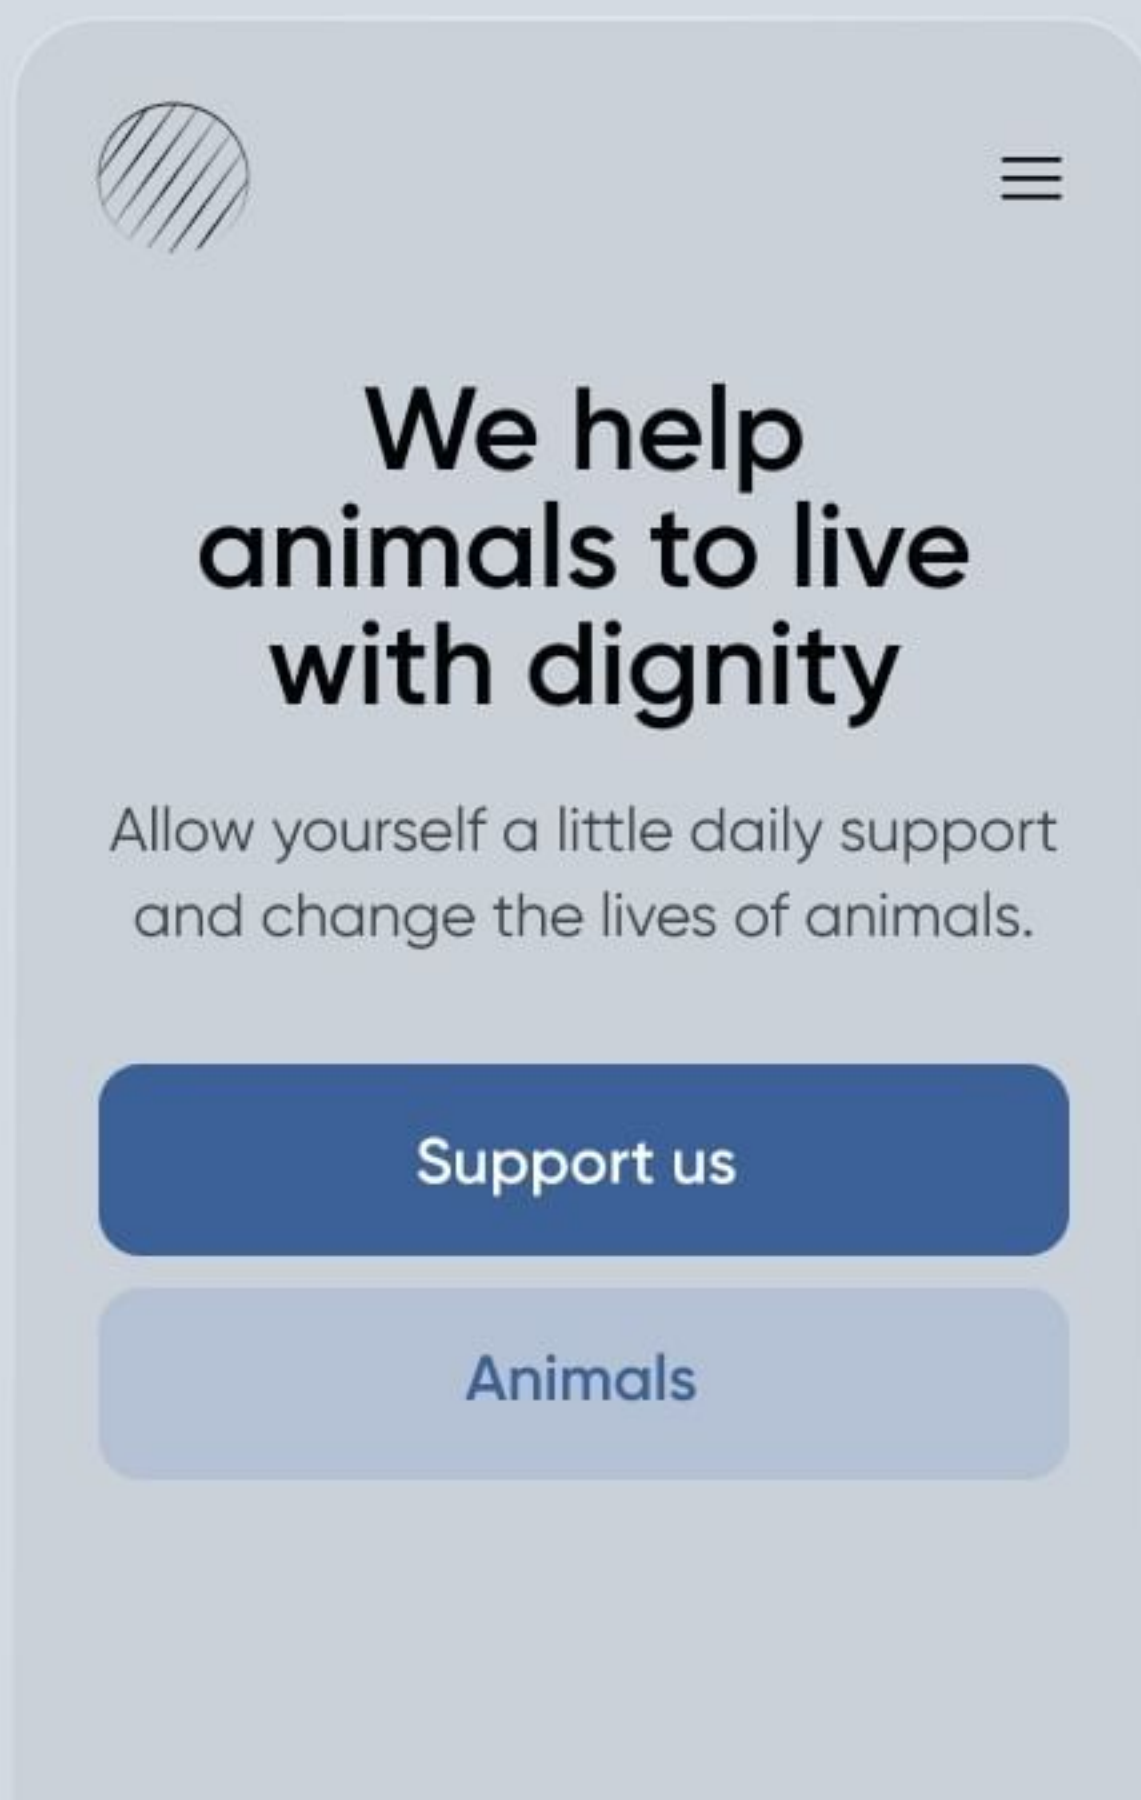 We help
animals to live
with dignity
Allow yourself a little daily support
and change the lives of animals.
Support us
Animals